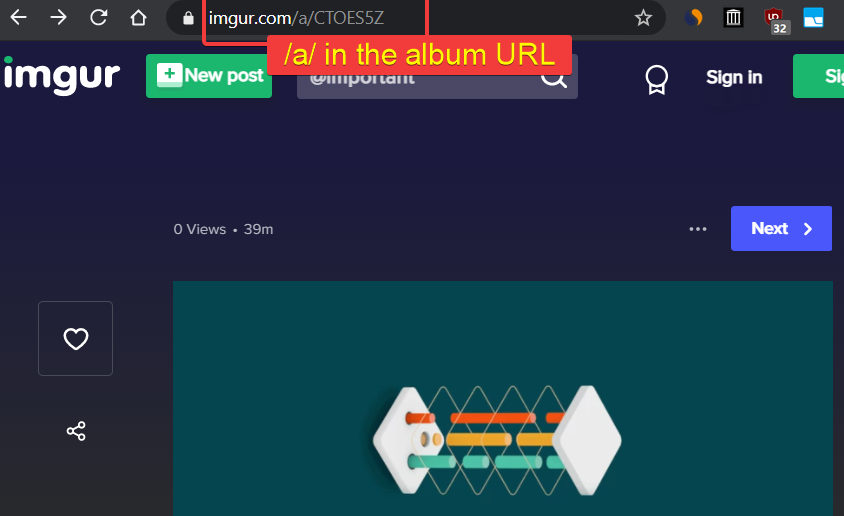 imgur.com/a/CTOES5Z
/a/ in the album URL
32
imgur
New post
@important
Sign in
Sig
0 Views • 39m
Next